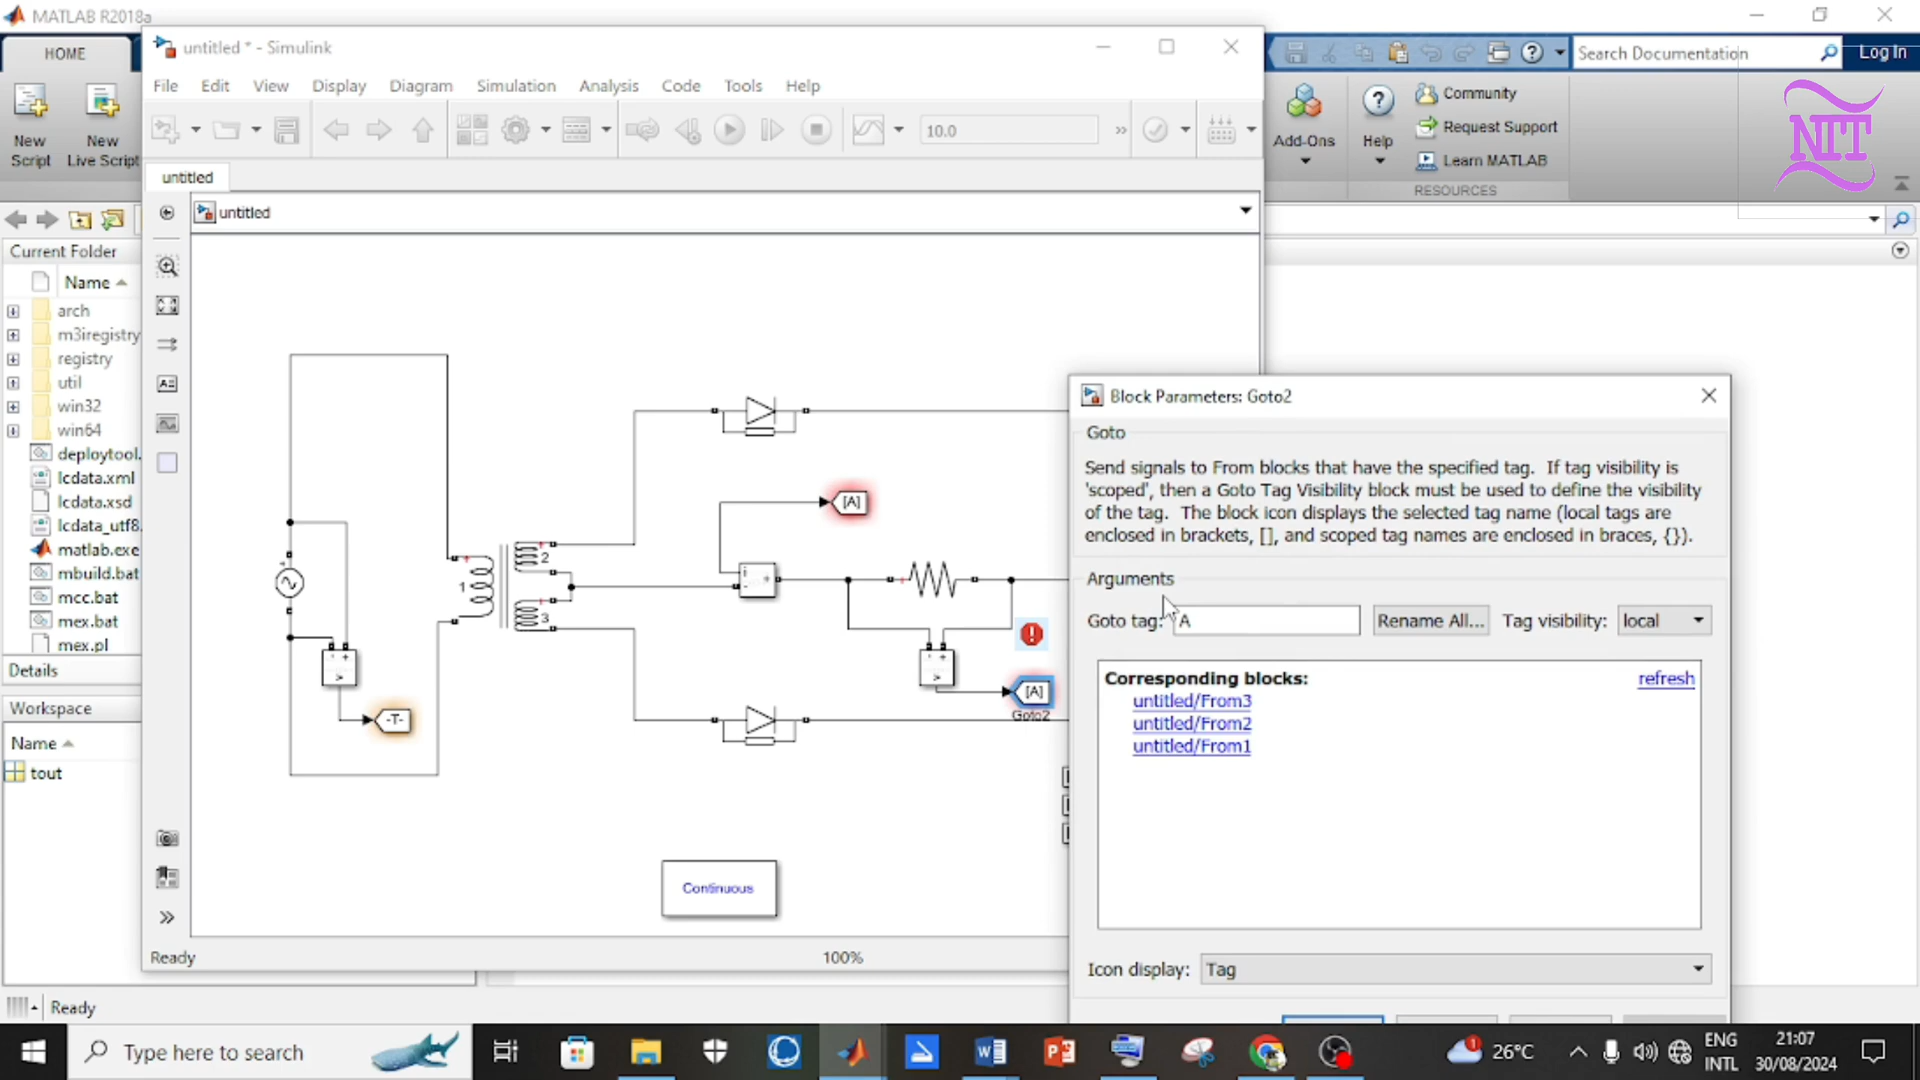 MATLAB R2018a
HOME
New Script
New Live Script
untitled * - Simulink
File Edit View Display Diagram Simulation Analysis Code Tools Help
10.0
untitled
untitled
Search Documentation
Log In
Add-Ons
Help
Community
Request Support
Learn MATLAB
RESOURCES
NIT
Current Folder
Name
arch
m3iregistry
registry
util
win32
win64
deploytool.
lcdata.xml
lcdata.xsd
lcdata_utf8.
matlab.exe
mbuild.bat
mcc.bat
mex.bat
mex.pl
Details
Workspace
Name
tout
Ready
[A]
1
2
3
i
+
-
-T-
[A]
Goto2
Continuous
Ready
100%
Block Parameters: Goto2
Goto
Send signals to From blocks that have the specified tag. If tag visibility is
'scoped', then a Goto Tag Visibility block must be used to define the visibility
of the tag. The block icon displays the selected tag name (local tags are
enclosed in brackets, [], and scoped tag names are enclosed in braces, {}).
Arguments
Goto tag: A Rename All... Tag visibility: local
Corresponding blocks: refresh
untitled/From3
untitled/From2
untitled/From1
Icon display: Tag
Type here to search
26°C
ENG
INTL
21:07
30/08/2024